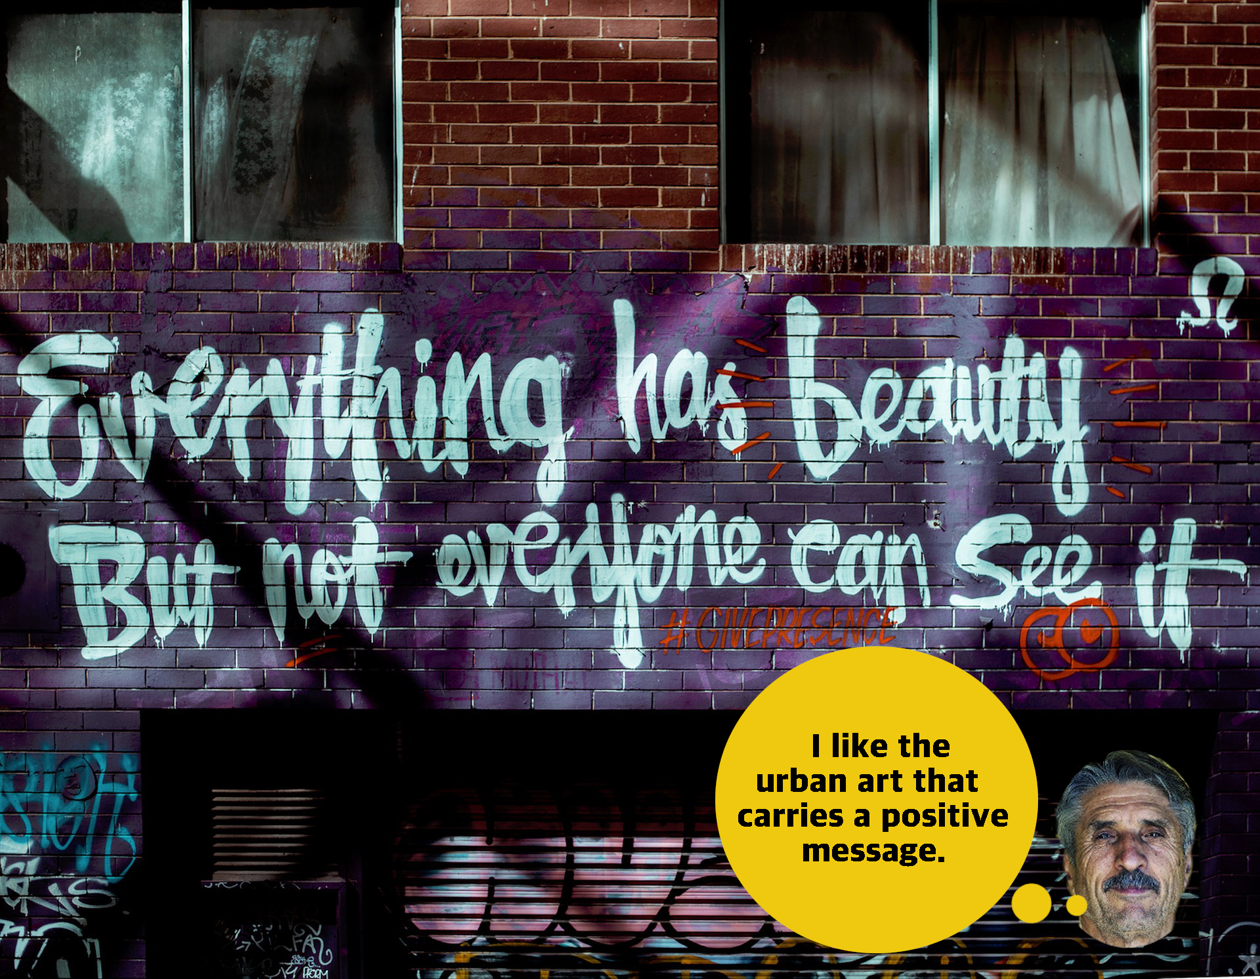 Everything has beauty
But not everyone can see it
#GIVEPRESENCE
I like the
urban art that
carries a positive
message.